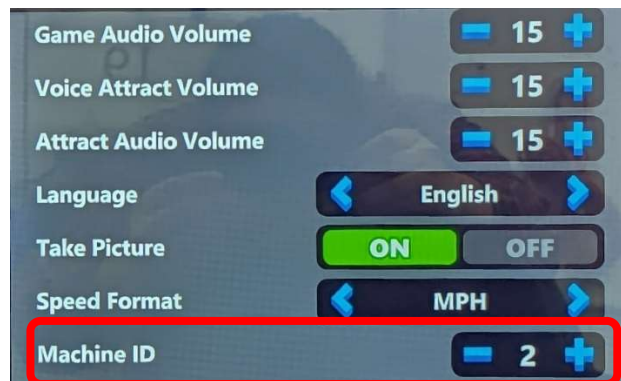 Game Audio Volume - 15 +
Voice Attract Volume - 15 +
Attract Audio Volume - 15 +
Language < English >
Take Picture ON OFF
Speed Format < MPH >
Machine ID - 2 +